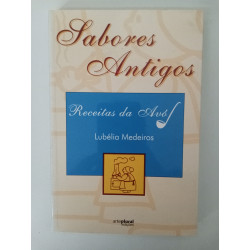 Sabores
Antigos
Receitas da Avó
Lubélia Medeiros